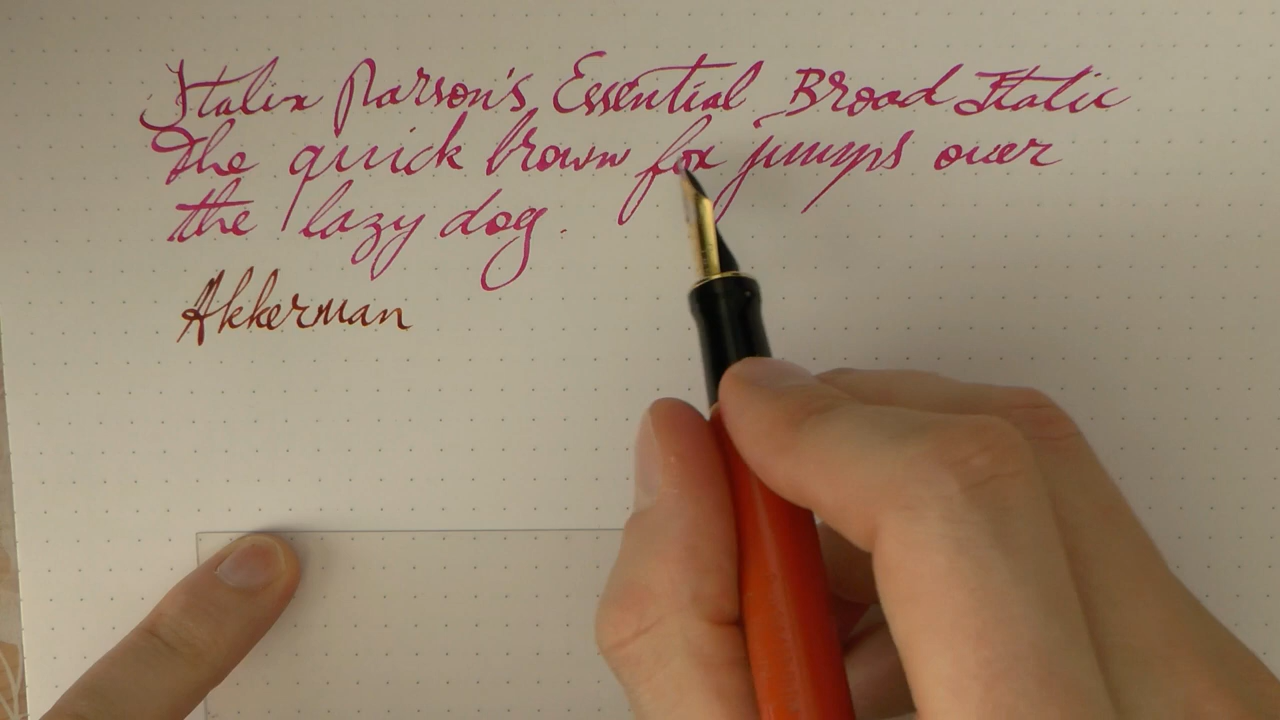 Italix Parson's Essential Broad Italic
The quick brown fox jumps over
the lazy dog.
Akkerman